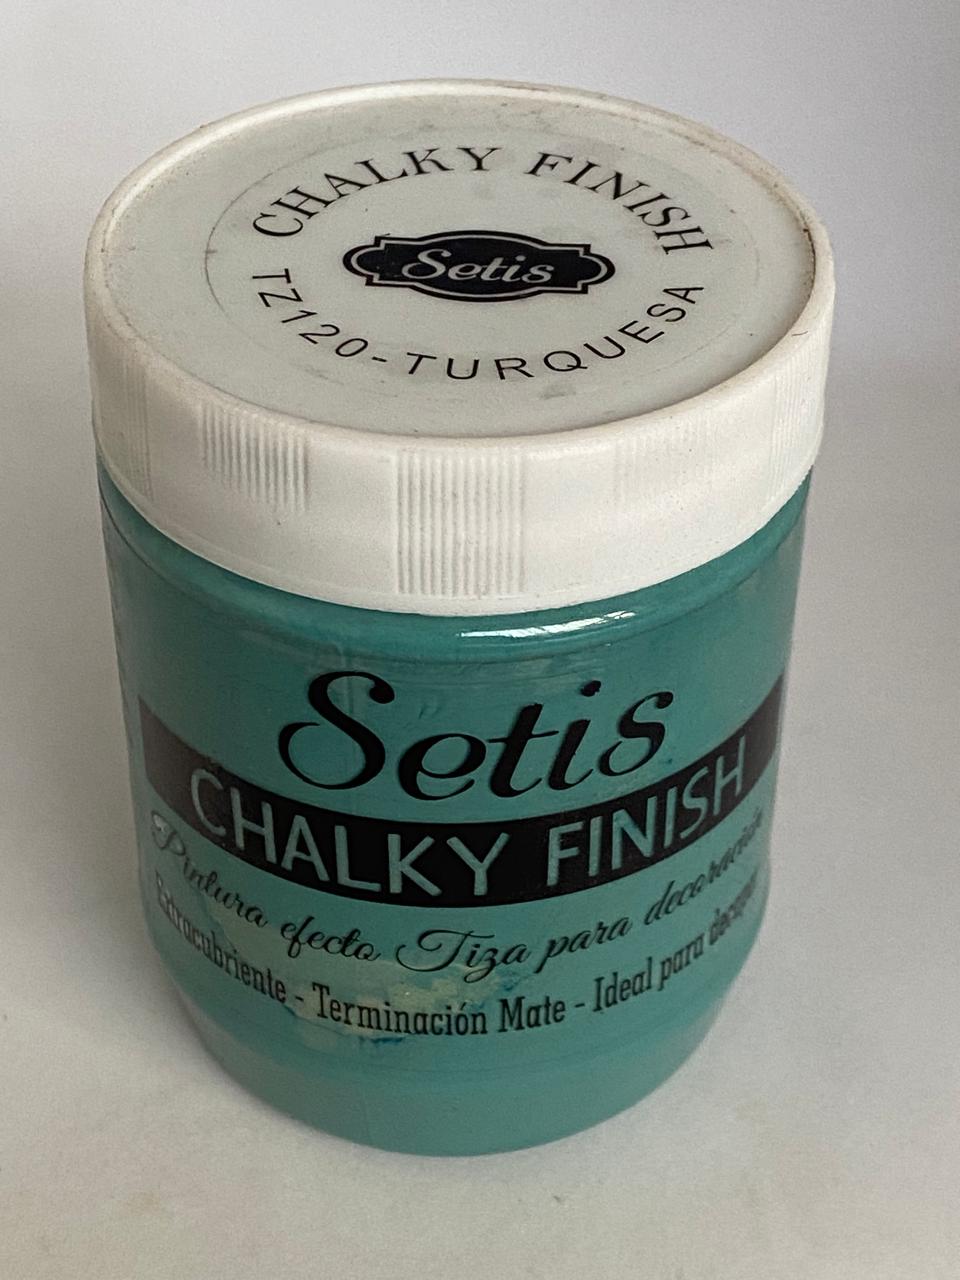 CHALKY FINISH
Setis
TZ120-TURQUESA
Setis
CHALKY FINISH
Pintura efecto Tiza para decoración
Extracubriente - Terminación Mate - Ideal para